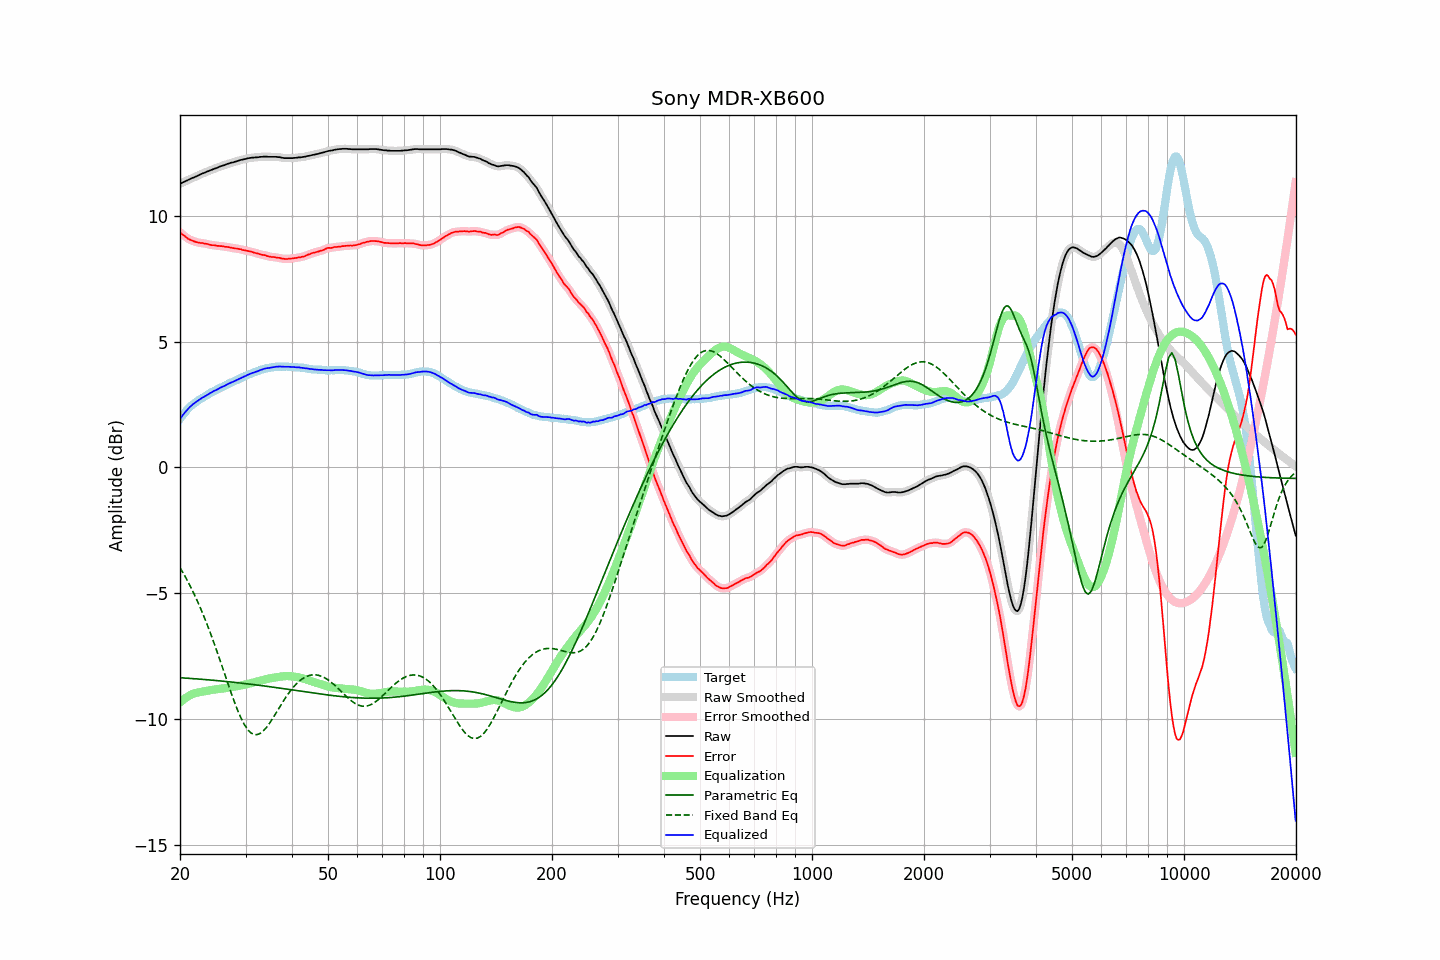 Sony MDR-XB600
Amplitude (dBr)
10
5
0
−5
−10
−15
Target
Raw Smoothed
Error Smoothed
Raw
Error
Equalization
Parametric Eq
Fixed Band Eq
Equalized
20
50
100
200
500
1000
2000
5000
10000
20000
Frequency (Hz)